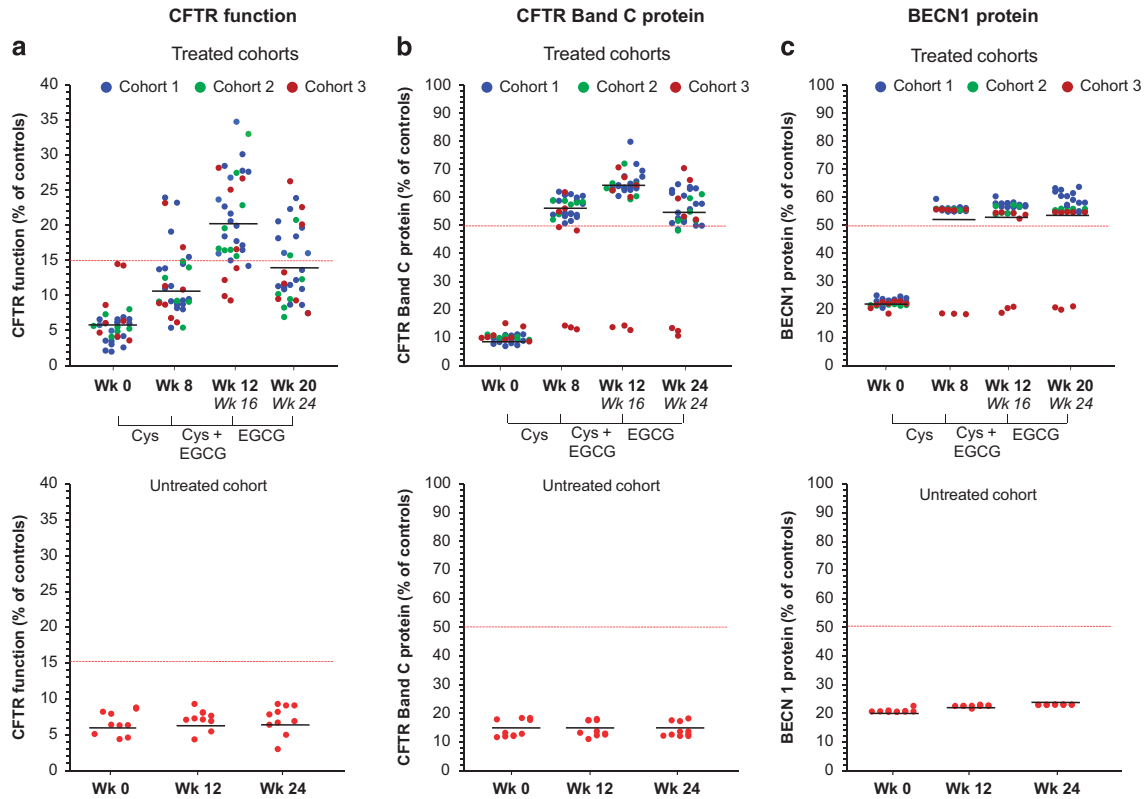 CFTR function
CFTR Band C protein
BECN1 protein
a
Treated cohorts
Cohort 1 Cohort 2 Cohort 3
CFTR function (% of controls)
40
35
30
25
20
15
10
5
0
Wk 0 Wk 8 Wk 12 Wk 20
Wk 16 Wk 24
Cys Cys + EGCG
EGCG
b
Treated cohorts
Cohort 1 Cohort 2 Cohort 3
CFTR Band C protein (% of controls)
100
90
80
70
60
50
40
30
20
10
0
Wk 0 Wk 8 Wk 12 Wk 24
Wk 16
Cys Cys + EGCG
EGCG
c
Treated cohorts
Cohort 1 Cohort 2 Cohort 3
BECN1 protein (% of controls)
100
90
80
70
60
50
40
30
20
10
0
Wk 0 Wk 8 Wk 12 Wk 20
Wk 16 Wk 24
Cys Cys + EGCG
EGCG
Untreated cohort
CFTR function (% of controls)
40
35
30
25
20
15
10
5
0
Wk 0 Wk 12 Wk 24
Untreated cohort
CFTR Band C protein (% of controls)
100
90
80
70
60
50
40
30
20
10
0
Wk 0 Wk 12 Wk 24
Untreated cohort
BECN 1 protein (% of controls)
100
90
80
70
60
50
40
30
20
10
0
Wk 0 Wk 12 Wk 24